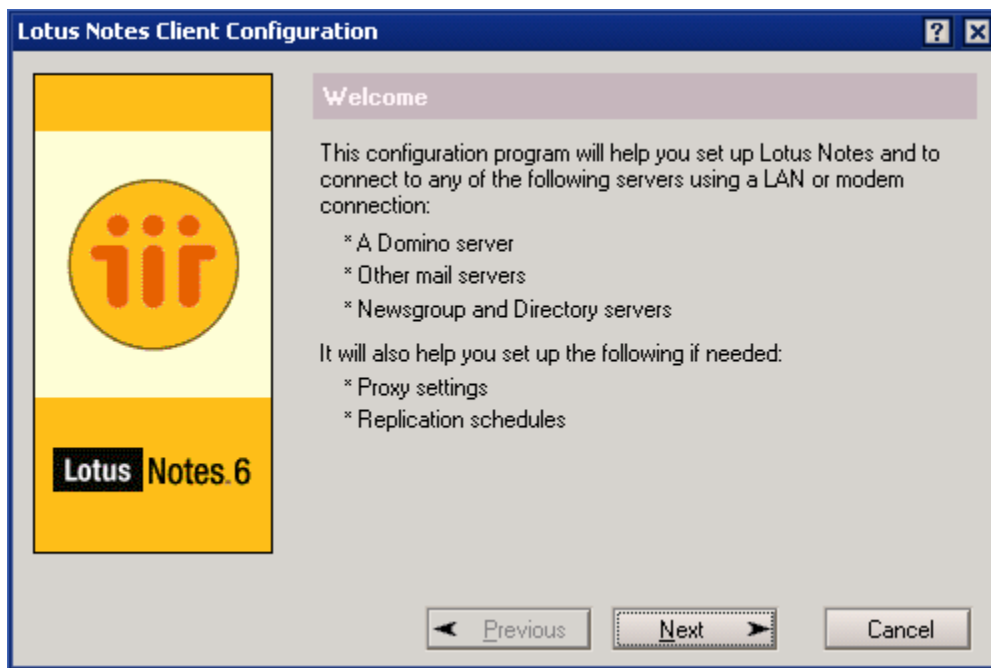 Lotus Notes Client Configuration
Welcome
This configuration program will help you set up Lotus Notes and to
connect to any of the following servers using a LAN or modem
connection:
* A Domino server
* Other mail servers
* Newsgroup and Directory servers
It will also help you set up the following if needed:
* Proxy settings
* Replication schedules
Lotus Notes.6
Previous
Next
Cancel